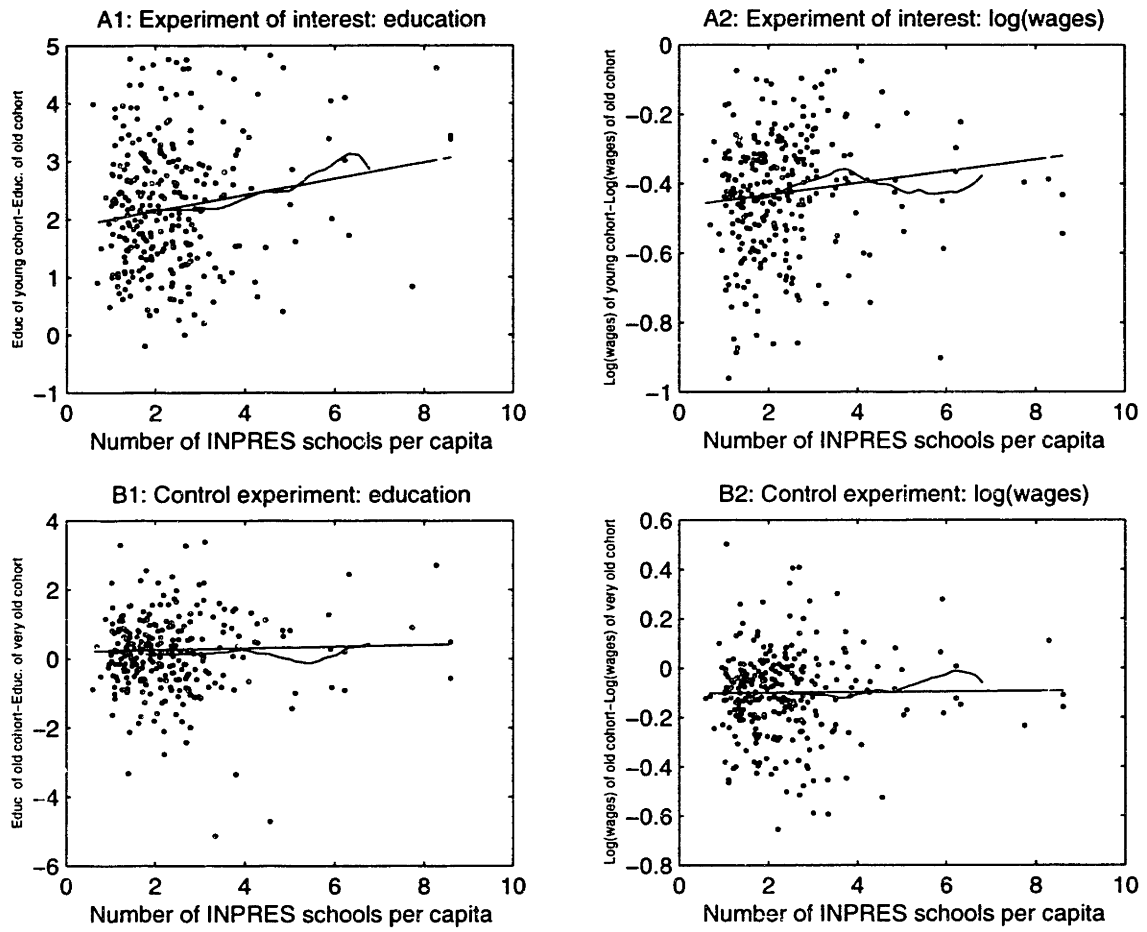 A1: Experiment of interest: education
Educ of young cohort-Educ. of old cohort
5
4
3
2
1
0
−1
0 2 4 6 8 10
Number of INPRES schools per capita
A2: Experiment of interest: log(wages)
Log(wages) of young cohort-Log(wages) of old cohort
0
−0.2
−0.4
−0.6
−0.8
−1
0 2 4 6 8 10
Number of INPRES schools per capita
B1: Control experiment: education
Educ of old cohort-Educ. of very old cohort
4
2
0
−2
−4
−6
0 2 4 6 8 10
Number of INPRES schools per capita
B2: Control experiment: log(wages)
Log(wages) of old cohort-Log(wages) of very old cohort
0.6
0.4
0.2
0
−0.2
−0.4
−0.6
−0.8
0 2 4 6 8 10
Number of INPRES schools per capita